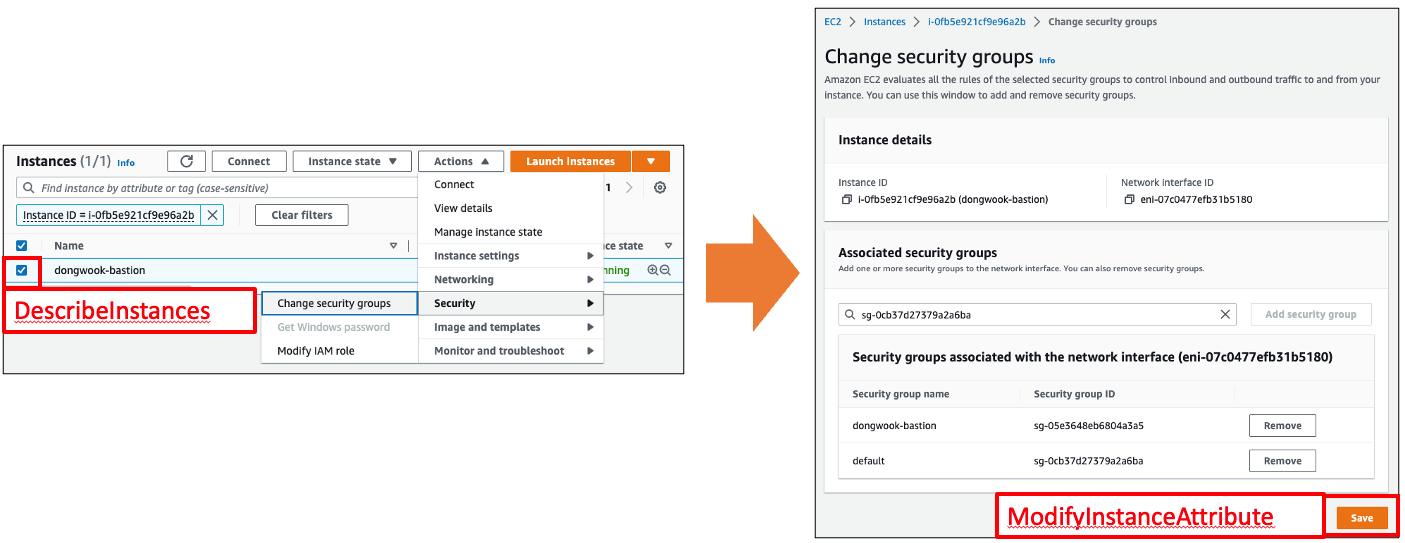 Instances (1/1) Info
Connect
Instance state
Actions
Launch Instances
Find instance by attribute or tag (case-sensitive)
1
Instance ID = i-0fb5e921cf9e96a2b
Clear filters
Name
ce state
dongwook-bastion
nning
DescribeInstances
Connect
View details
Manage instance state
Instance settings
Networking
Security
Image and templates
Monitor and troubleshoot
Change security groups
Get Windows password
Modify IAM role
EC2 > Instances > i-0fb5e921cf9e96a2b > Change security groups
Change security groups Info
Amazon EC2 evaluates all the rules of the selected security groups to control inbound and outbound traffic to and from your
instance. You can use this window to add and remove security groups.
Instance details
Instance ID Network interface ID
i-0fb5e921cf9e96a2b (dongwook-bastion) eni-07c0477efb31b5180
Associated security groups
Add one or more security groups to the network interface. You can also remove security groups.
sg-0cb37d27379a2a6ba Add security group
Security groups associated with the network interface (eni-07c0477efb31b5180)
Security group name Security group ID
dongwook-bastion sg-05e3648eb6804a3a5 Remove
default sg-0cb37d27379a2a6ba Remove
ModifyInstanceAttribute
Save